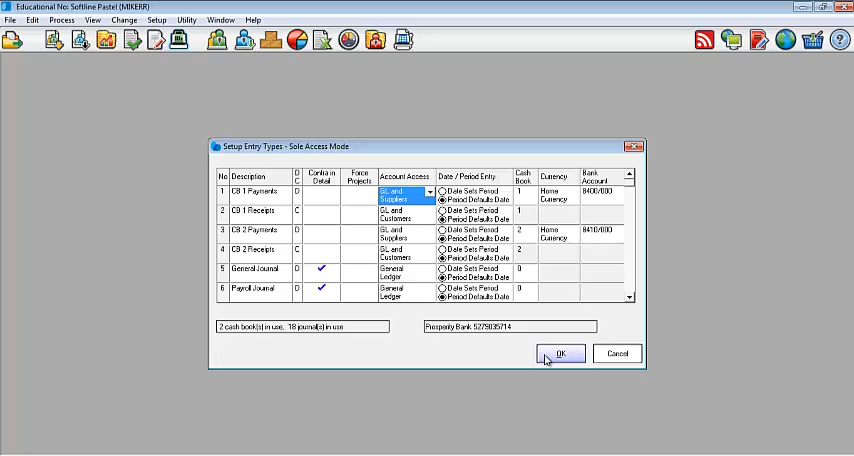 Educational No: Softline Pastel (MIKERR)
File Edit Process View Change Setup Utility Window Help
Setup Entry Types - Sole Access Mode
No Description D C Contra in Detail Force Projects Account Access Date / Period Entry Cash Book Currency Bank Account
1 CB 1 Payments D GL and Suppliers Date Sets Period Period Defaults Date 1 Home Currency 8400/000
2 CB 1 Receipts C GL and Customers Date Sets Period Period Defaults Date 1
3 CB 2 Payments D GL and Suppliers Date Sets Period Period Defaults Date 2 Home Currency 8410/000
4 CB 2 Receipts C GL and Customers Date Sets Period Period Defaults Date 2
5 General Journal D General Ledger Date Sets Period Period Defaults Date 0
6 Payroll Journal D General Ledger Date Sets Period Period Defaults Date 0
2 cash book(s) in use, 18 journal(s) in use
Prosperity Bank 5279035714
OK Cancel